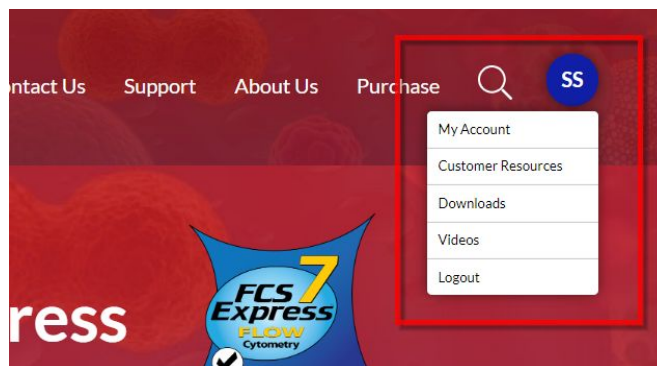 ntact Us Support About Us Purchase SS
My Account
Customer Resources
Downloads
Videos
Logout
ress
FCS 7
Express
FLOW
Cytometry